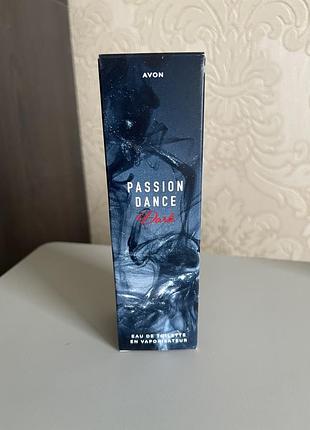 AVON
PASSION
DANCE
Dark
EAU DE TOILETTE
EN VAPORISATEUR